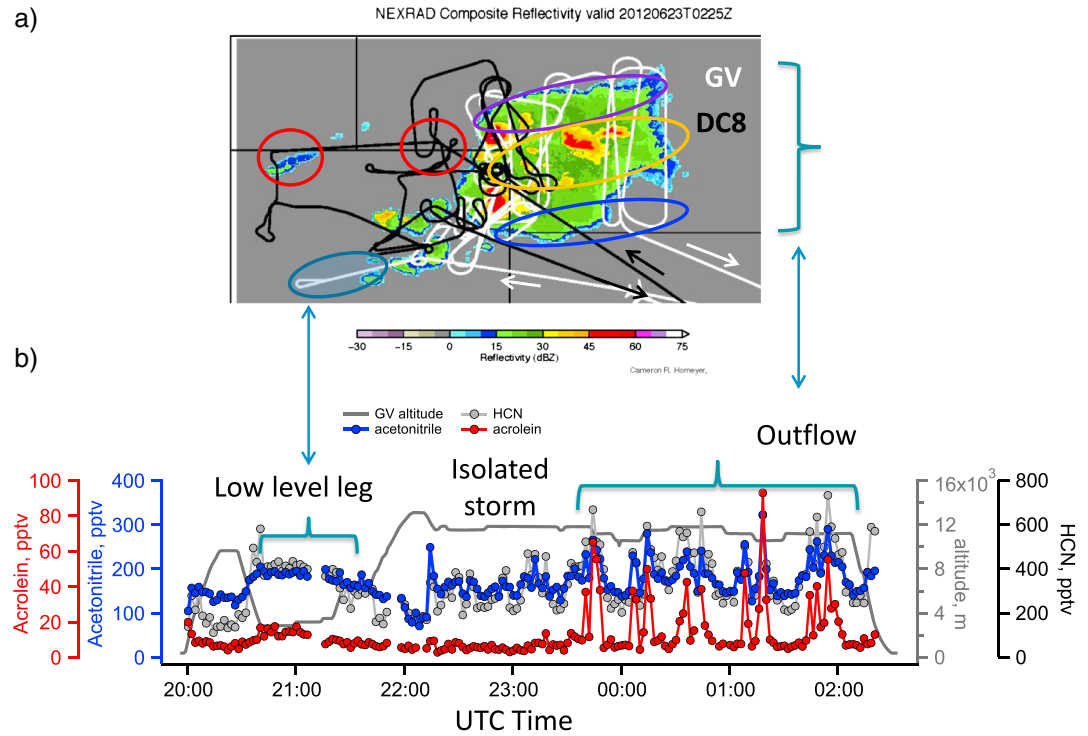 a)
NEXRAD Composite Reflectivity valid 20120623T0225Z
GV
DC8
−30 −15 0 15 30 45 60 75
Reflectivity (dBZ)
Cameron R. Homeyer,
b)
GV altitude
HCN
acetonitrile
acrolein
Outflow
Isolated
storm
Low level leg
100
80
60
40
20
0
Acrolein, pptv
400
300
200
100
0
Acetonitrile, pptv
16x10³
12
8
4
0
altitude, m
800
600
400
200
0
HCN, pptv
20:00 21:00 22:00 23:00 00:00 01:00 02:00
UTC Time